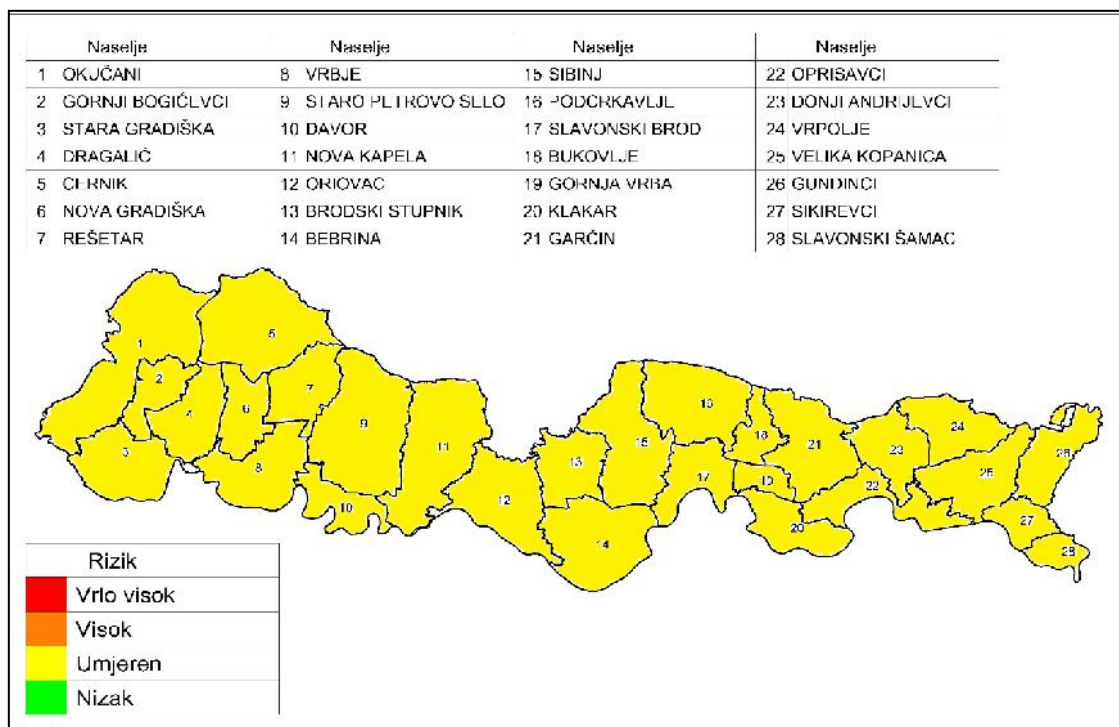 Naselje Naselje Naselje Naselje
1 OKUČANI 8 VRBJE 15 SIBINJ 22 OPRISAVCI
2 GORNJI BOGIĆEVCI 9 STARO PETROVO SELO 16 PODCRKAVLJE 23 DONJI ANDRIJEVCI
3 STARA GRADIŠKA 10 DAVOR 17 SLAVONSKI BROD 24 VRPOLJE
4 DRAGALIĆ 11 NOVA KAPELA 18 BUKOVLJE 25 VELIKA KOPANICA
5 CERNIK 12 ORIOVAC 19 GORNJA VRBA 26 GUNDINCI
6 NOVA GRADIŠKA 13 BRODSKI STUPNIK 20 KLAKAR 27 SIKIREVCI
7 REŠETAR 14 BEBRINA 21 GARČIN 28 SLAVONSKI ŠAMAC
5
1
2
7
16
4
6
9
18
24
3
11
13
15
21
23
26
8
17
19
25
22
10
12
20
27
14
28
Rizik
Vrlo visok
Visok
Umjeren
Nizak